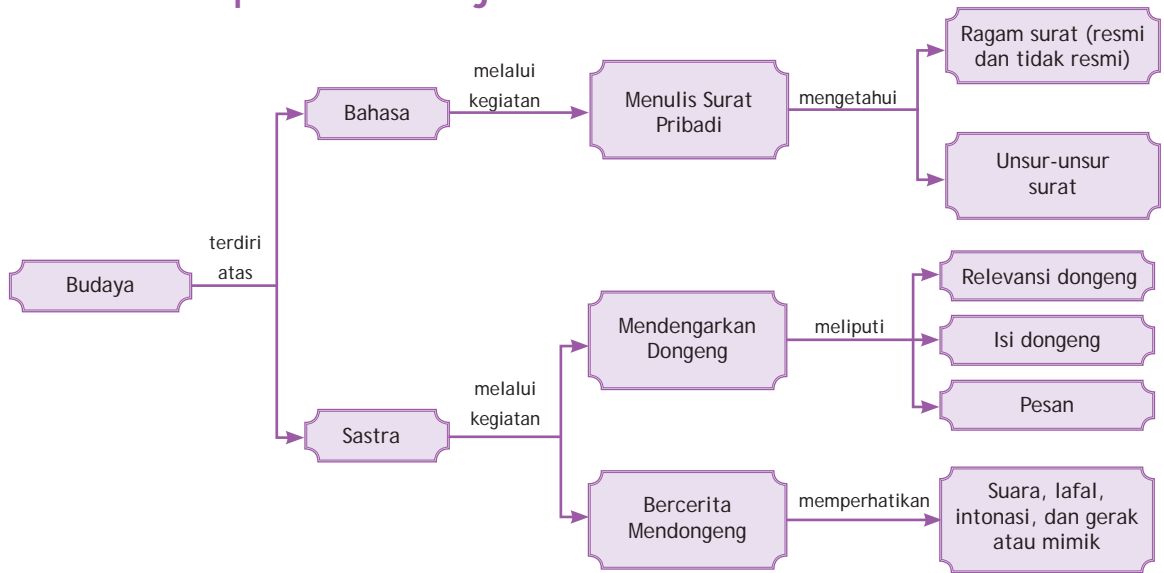 Budaya
terdiri
atas
Bahasa
melalui
kegiatan
Menulis Surat
Pribadi
mengetahui
Ragam surat (resmi
dan tidak resmi)
Unsur-unsur
surat
Sastra
melalui
kegiatan
Mendengarkan
Dongeng
meliputi
Relevansi dongeng
Isi dongeng
Pesan
Bercerita
Mendongeng
memperhatikan
Suara, lafal,
intonasi, dan gerak
atau mimik